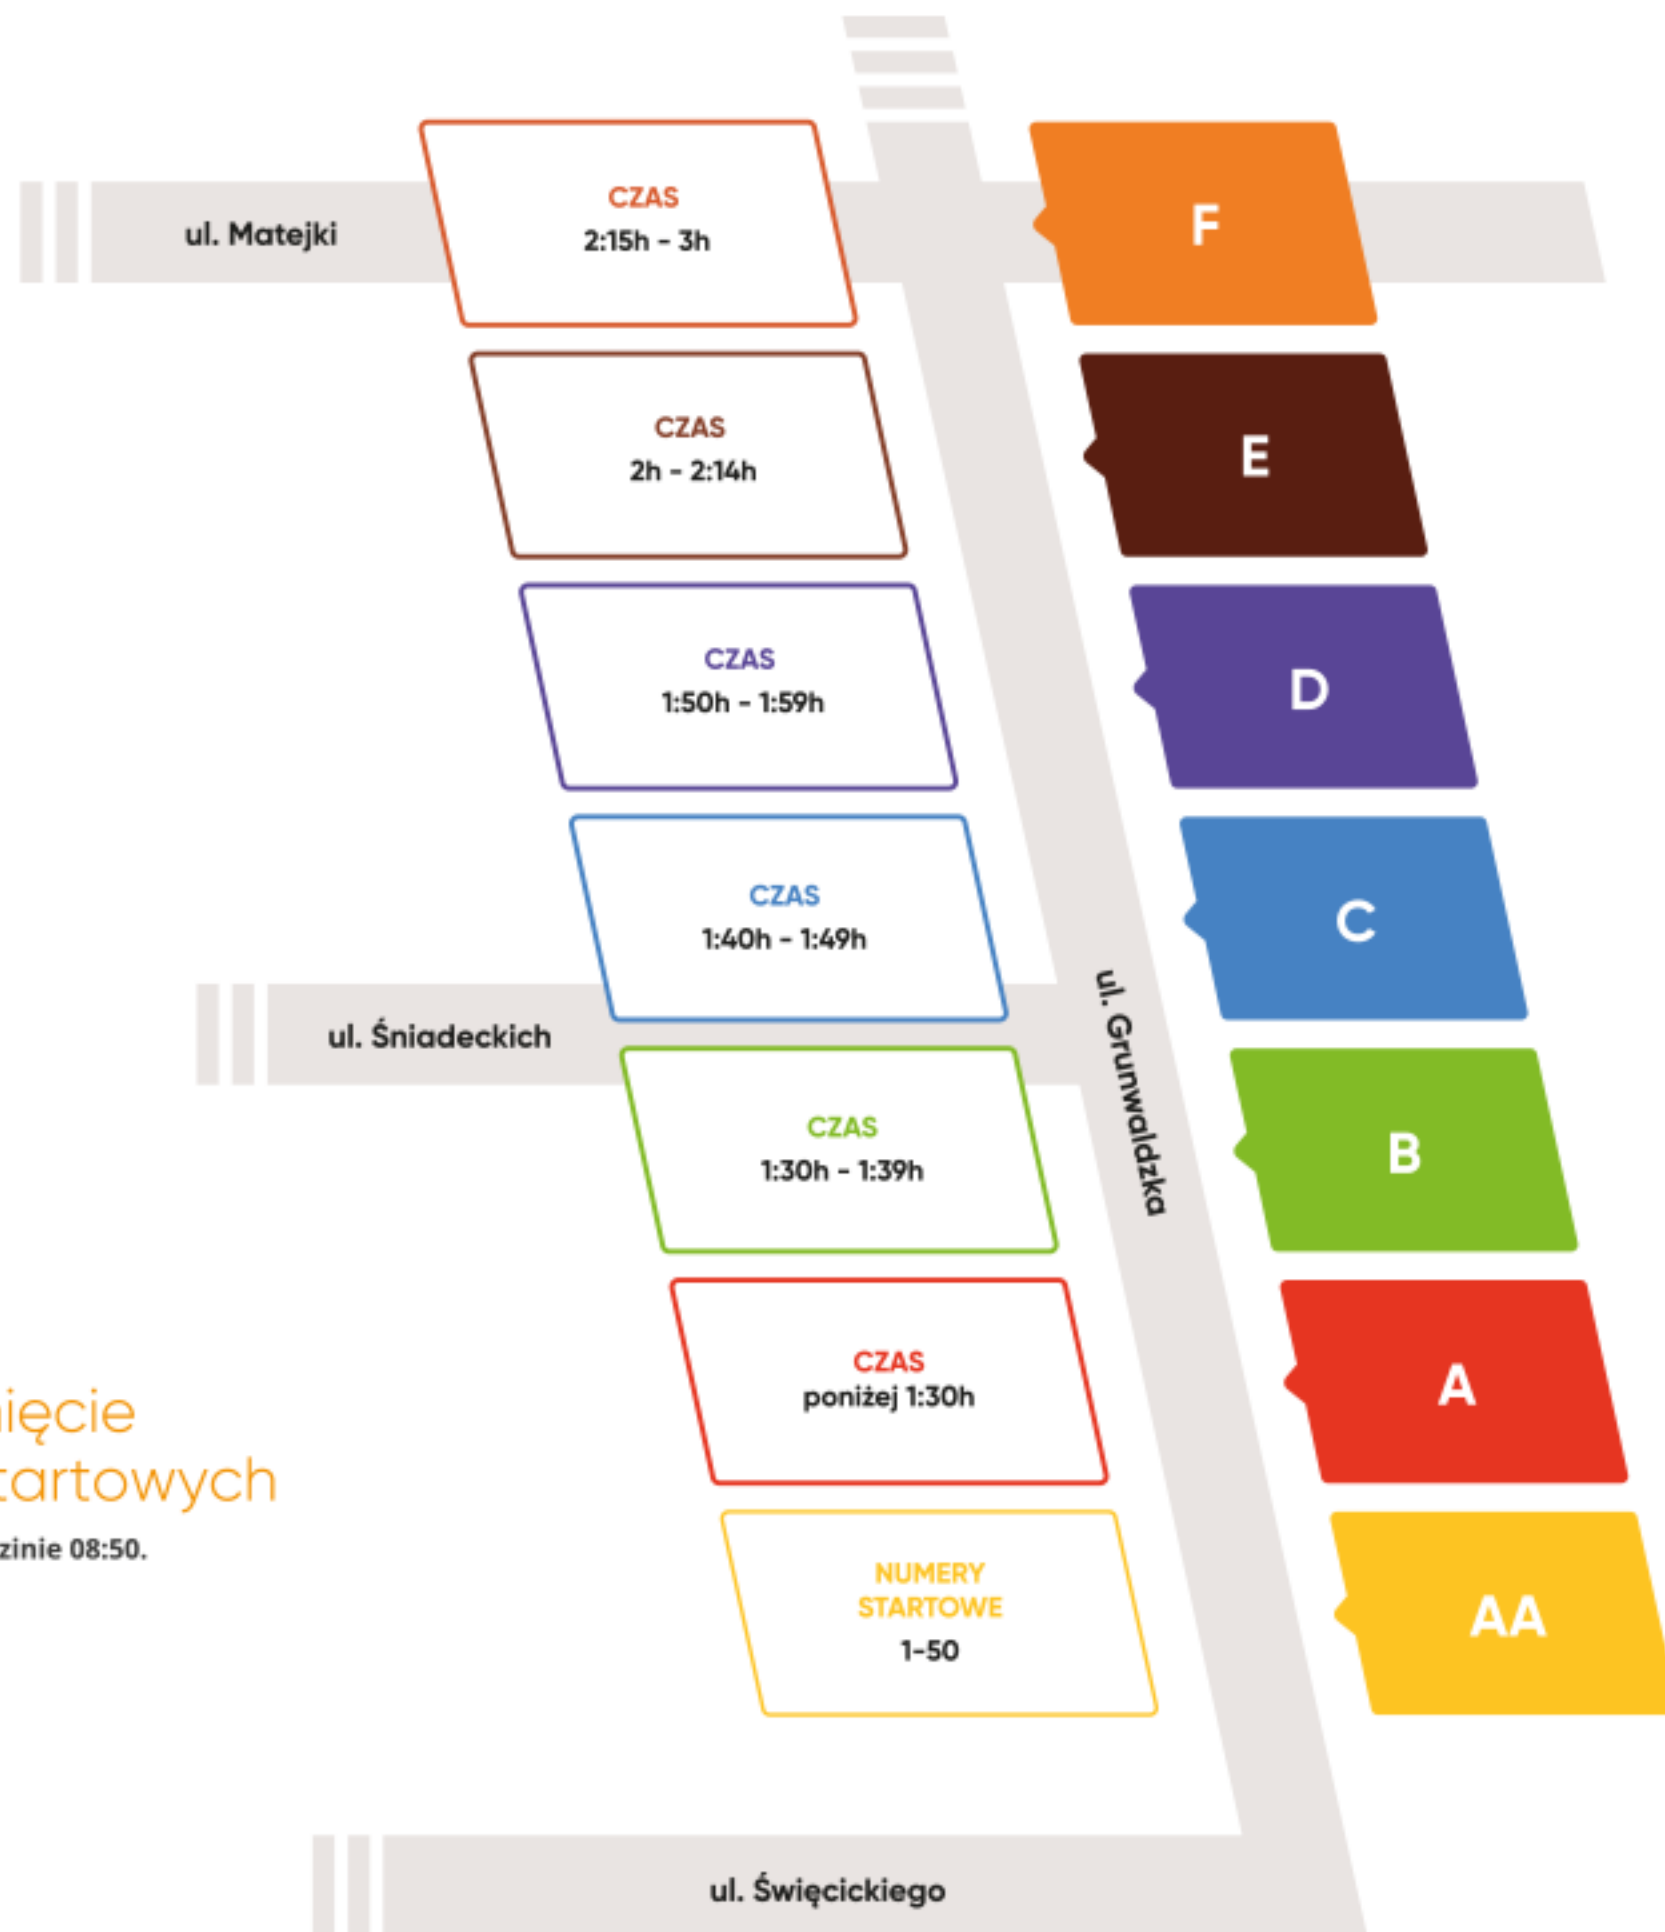 CZAS
2:15h - 3h
F
ul. Matejki
CZAS
2h - 2:14h
E
CZAS
1:50h - 1:59h
D
CZAS
1:40h - 1:49h
C
ul. Śniadeckich
ul. Grunwaldzka
CZAS
1:30h - 1:39h
B
CZAS
poniżej 1:30h
A
ięcie
tartowych
zinie 08:50.
NUMERY
STARTOWE
1-50
AA
ul. Święcickiego